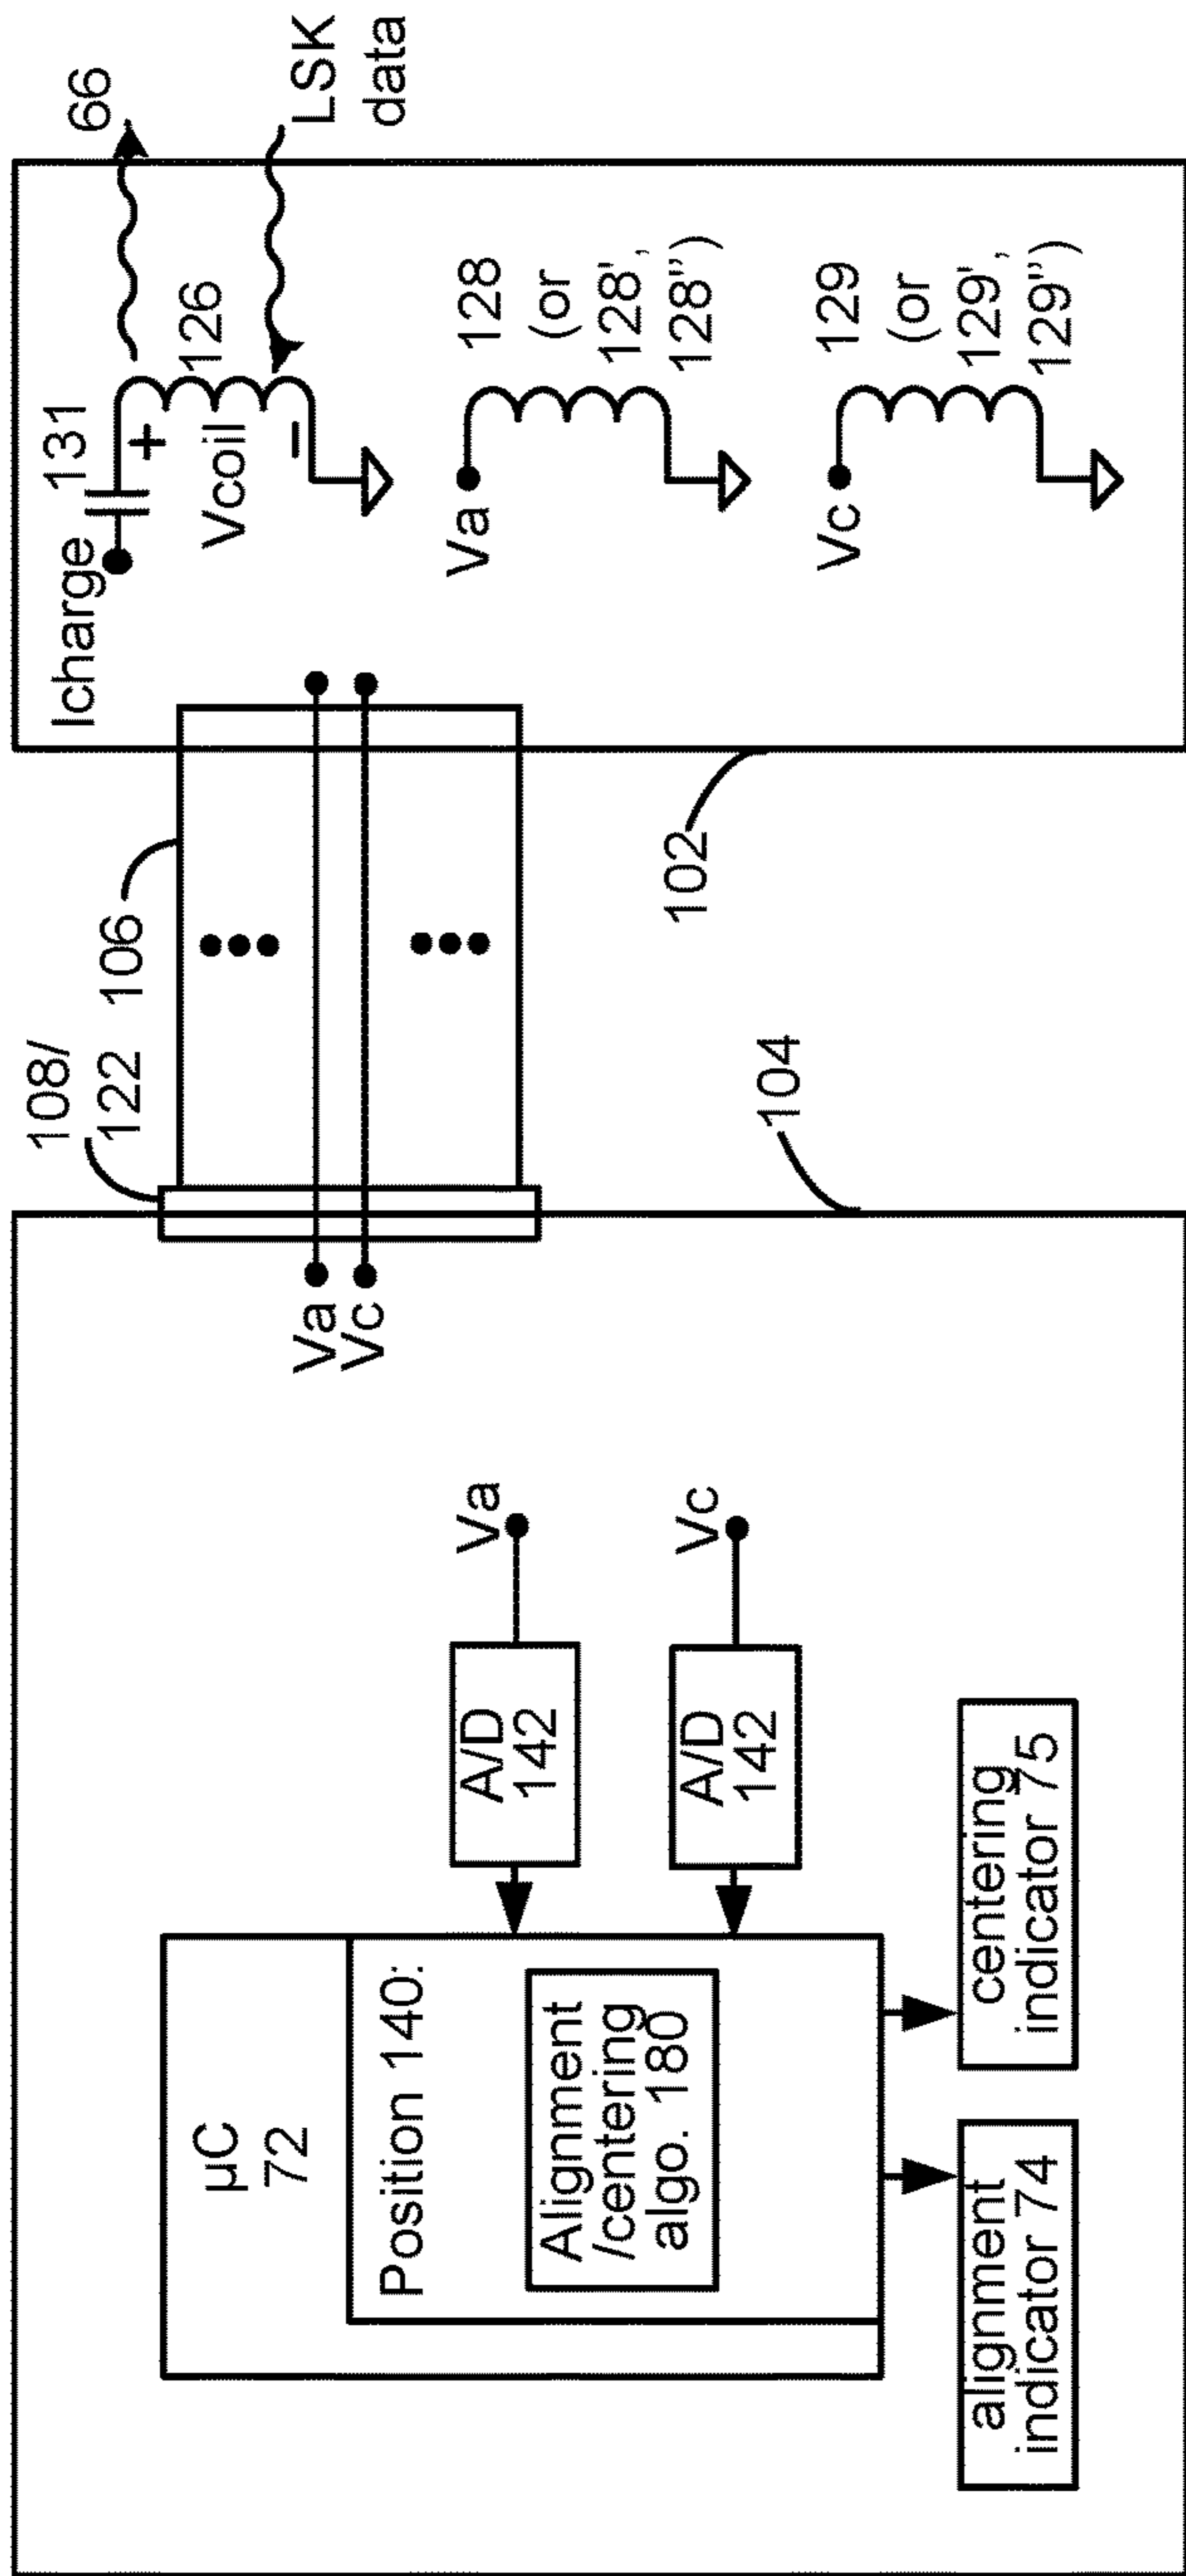 µC
72
Position 140:
Alignment
/centering
algo. 180
A/D
142
A/D
142
Va
Vc
alignment
indicator 74
centering
indicator 75
Va
Vc
108/
122
106
104
102
Icharge
131
+
Vcoil
–
126
66
LSK
data
Va
128
(or
128',
128")
Vc
129
(or
129',
129")